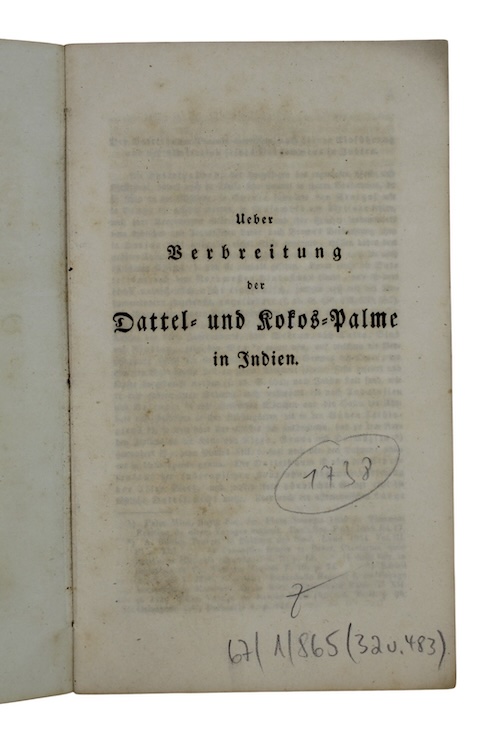 Ueber
Verbreitung
der
Dattel- und Kokos-Palme
in Indien.
1738
67/1/865 (32 u. 483)